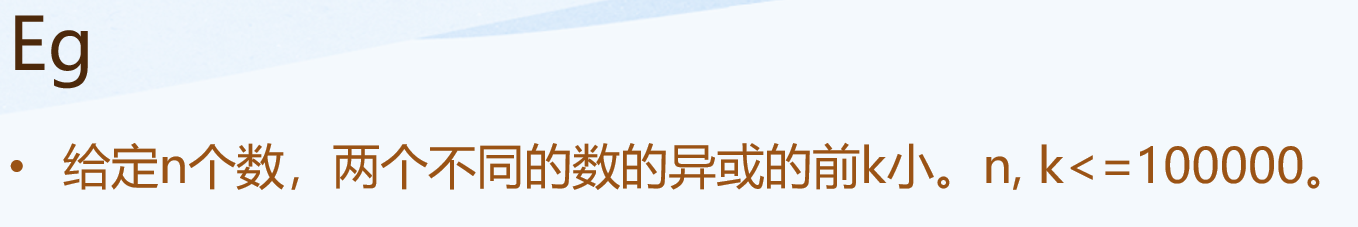 Eg
• 给定n个数，两个不同的数的异或的前k小。n, k<=100000。